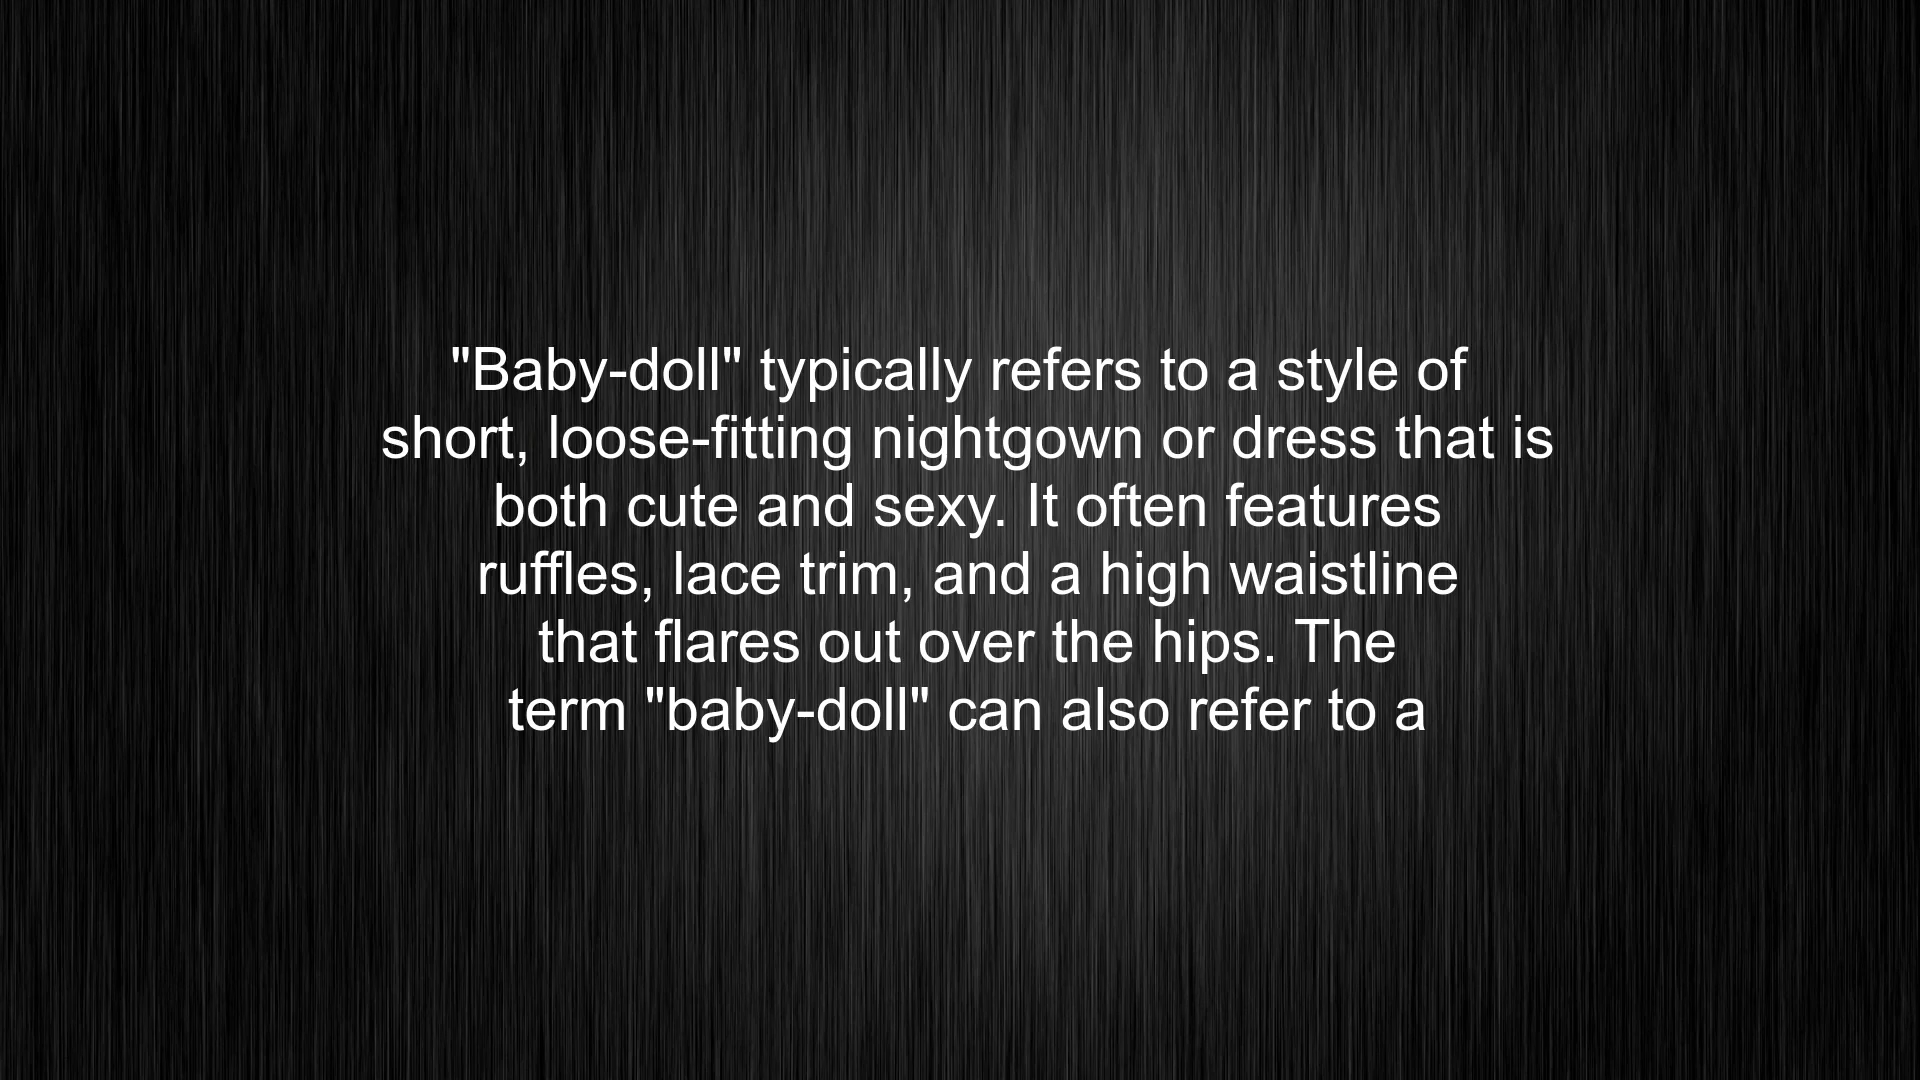 "Baby-doll" typically refers to a style of
short, loose-fitting nightgown or dress that is
both cute and sexy. It often features
ruffles, lace trim, and a high waistline
that flares out over the hips. The
term "baby-doll" can also refer to a